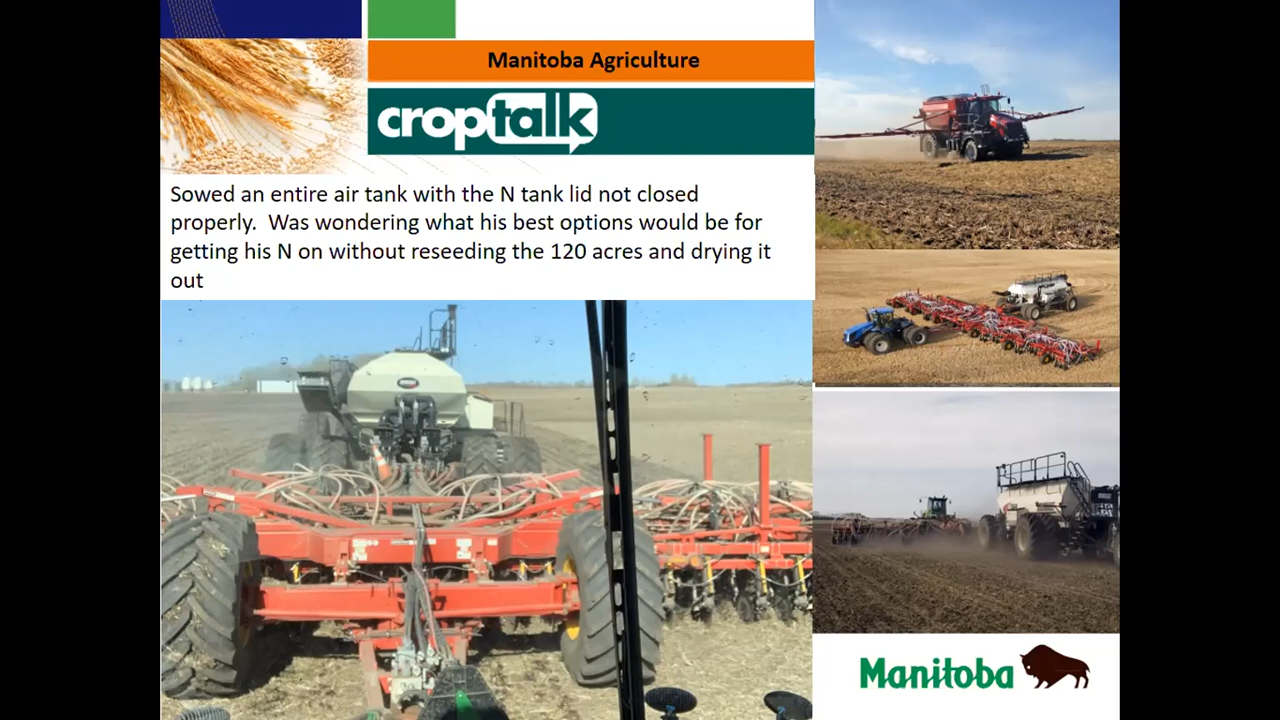 Manitoba Agriculture
croptalk
Sowed an entire air tank with the N tank lid not closed
properly.  Was wondering what his best options would be for
getting his N on without reseeding the 120 acres and drying it
out
Manitoba